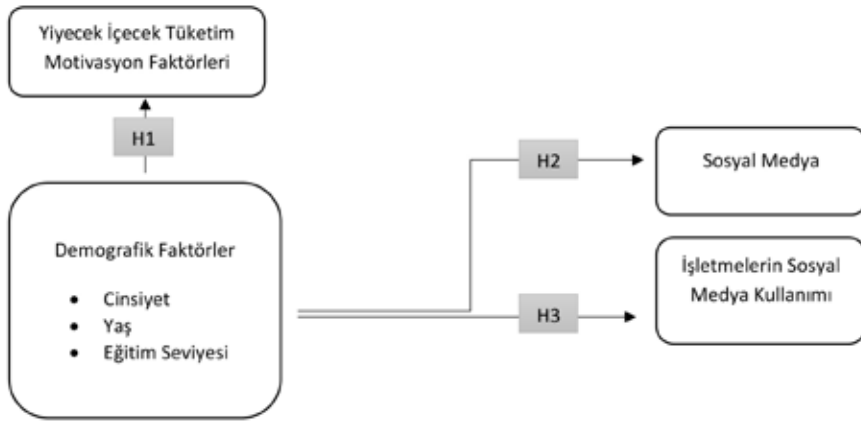 Yiyecek İçecek Tüketim
Motivasyon Faktörleri
H1
H2
Sosyal Medya
Demografik Faktörler
• Cinsiyet
• Yaş
• Eğitim Seviyesi
İşletmelerin Sosyal
Medya Kullanımı
H3